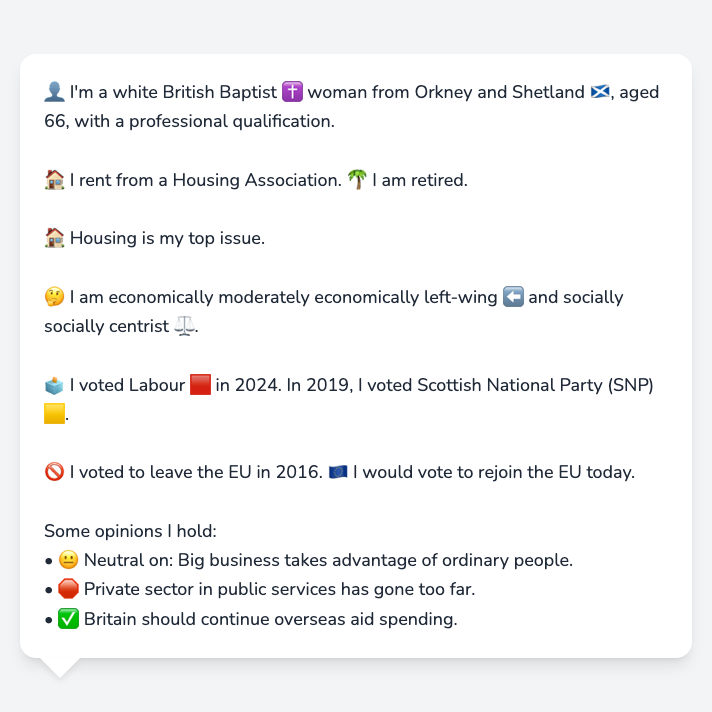 👤 I'm a white British Baptist ✝️ woman from Orkney and Shetland 🏴󠁧󠁢󠁳󠁣󠁴󠁿, aged
66, with a professional qualification.
🏠 I rent from a Housing Association. 🌴 I am retired.
🏠 Housing is my top issue.
🤔 I am economically moderately economically left-wing ⬅️ and socially
socially centrist ⚖️.
🗳️ I voted Labour 🟥 in 2024. In 2019, I voted Scottish National Party (SNP)
🟨.
🚫 I voted to leave the EU in 2016. 🇪🇺 I would vote to rejoin the EU today.
Some opinions I hold:
• 😐 Neutral on: Big business takes advantage of ordinary people.
• 🛑 Private sector in public services has gone too far.
• ✅ Britain should continue overseas aid spending.